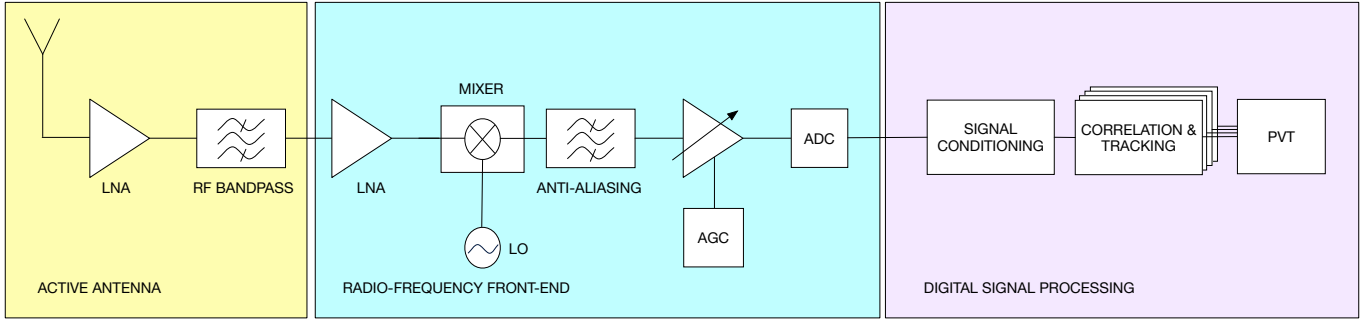 LNA
RF BANDPASS
ACTIVE ANTENNA
MIXER
LNA
ANTI-ALIASING
LO
AGC
ADC
RADIO-FREQUENCY FRONT-END
SIGNAL
CONDITIONING
CORRELATION &
TRACKING
PVT
DIGITAL SIGNAL PROCESSING